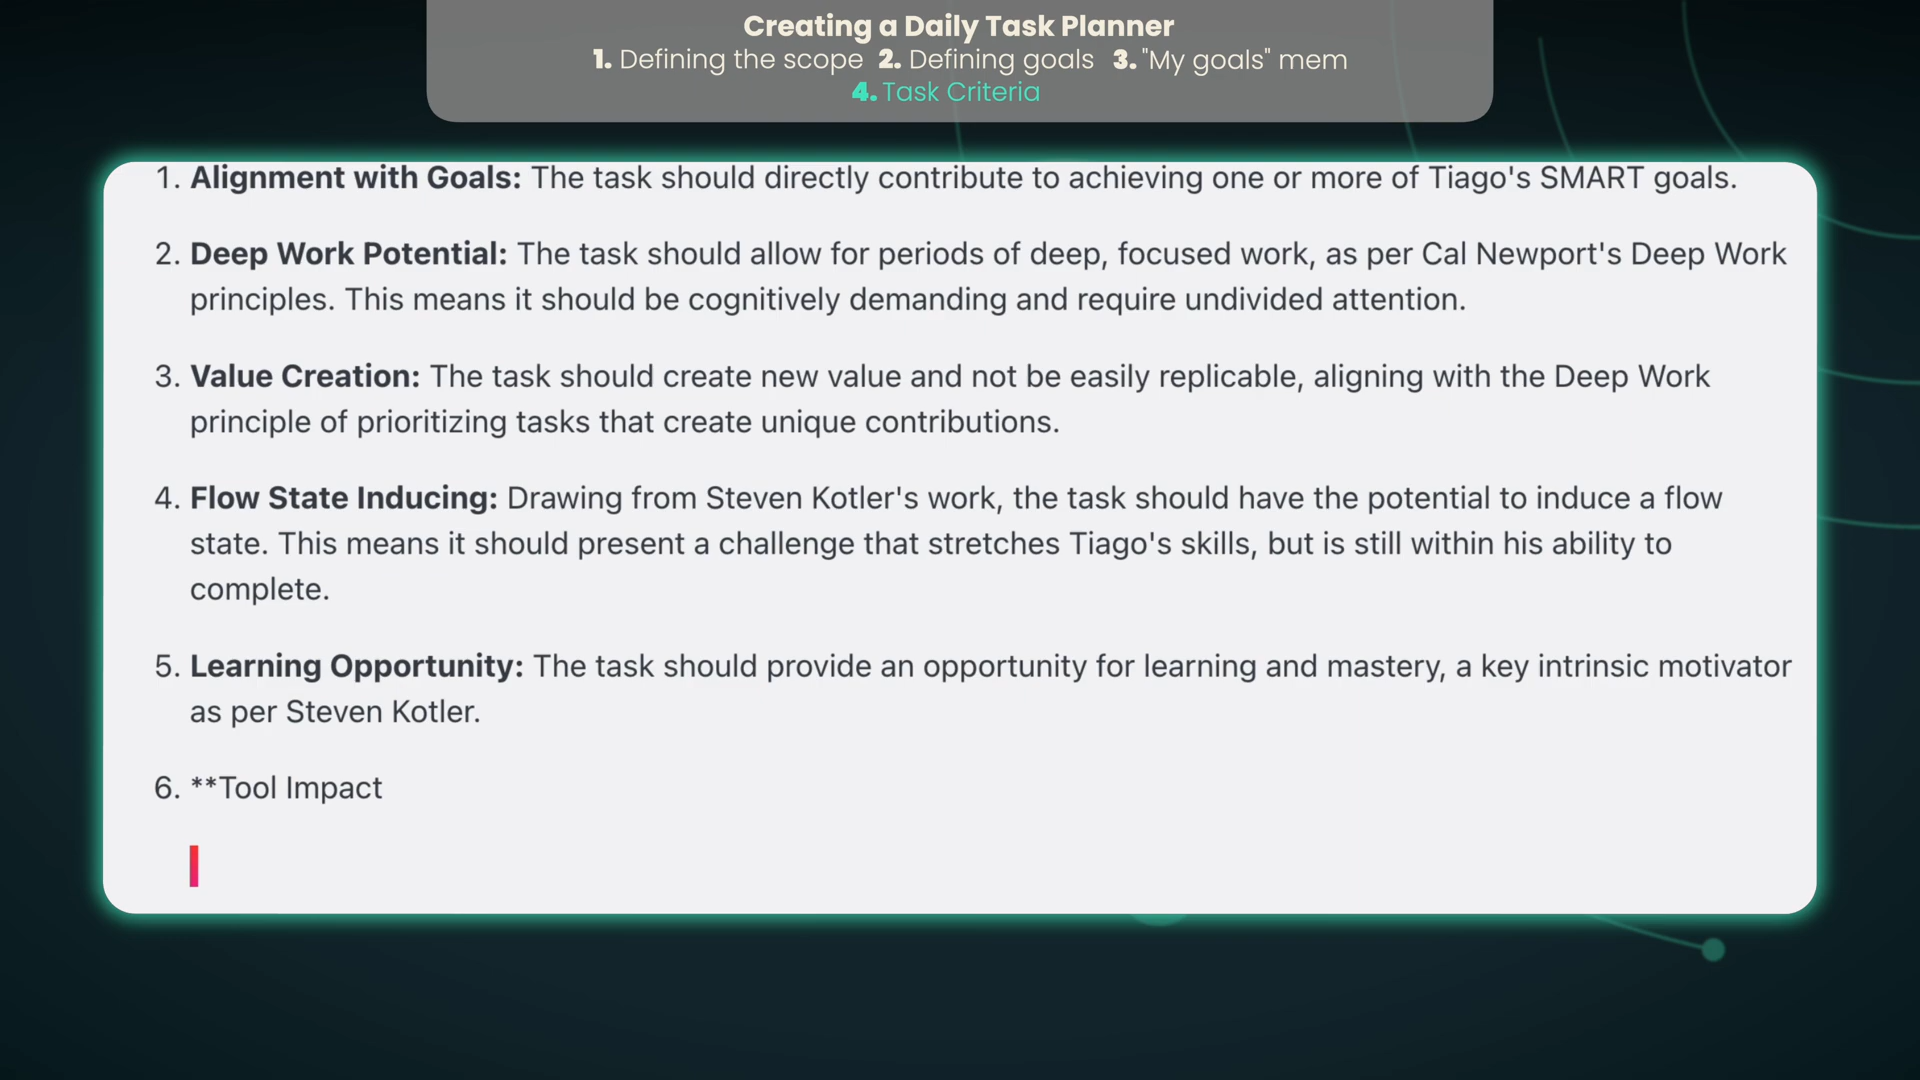 Creating a Daily Task Planner
1. Defining the scope 2. Defining goals 3. "My goals" mem
4. Task Criteria
1. Alignment with Goals: The task should directly contribute to achieving one or more of Tiago's SMART goals.
2. Deep Work Potential: The task should allow for periods of deep, focused work, as per Cal Newport's Deep Work
principles. This means it should be cognitively demanding and require undivided attention.
3. Value Creation: The task should create new value and not be easily replicable, aligning with the Deep Work
principle of prioritizing tasks that create unique contributions.
4. Flow State Inducing: Drawing from Steven Kotler's work, the task should have the potential to induce a flow
state. This means it should present a challenge that stretches Tiago's skills, but is still within his ability to
complete.
5. Learning Opportunity: The task should provide an opportunity for learning and mastery, a key intrinsic motivator
as per Steven Kotler.
6. **Tool Impact